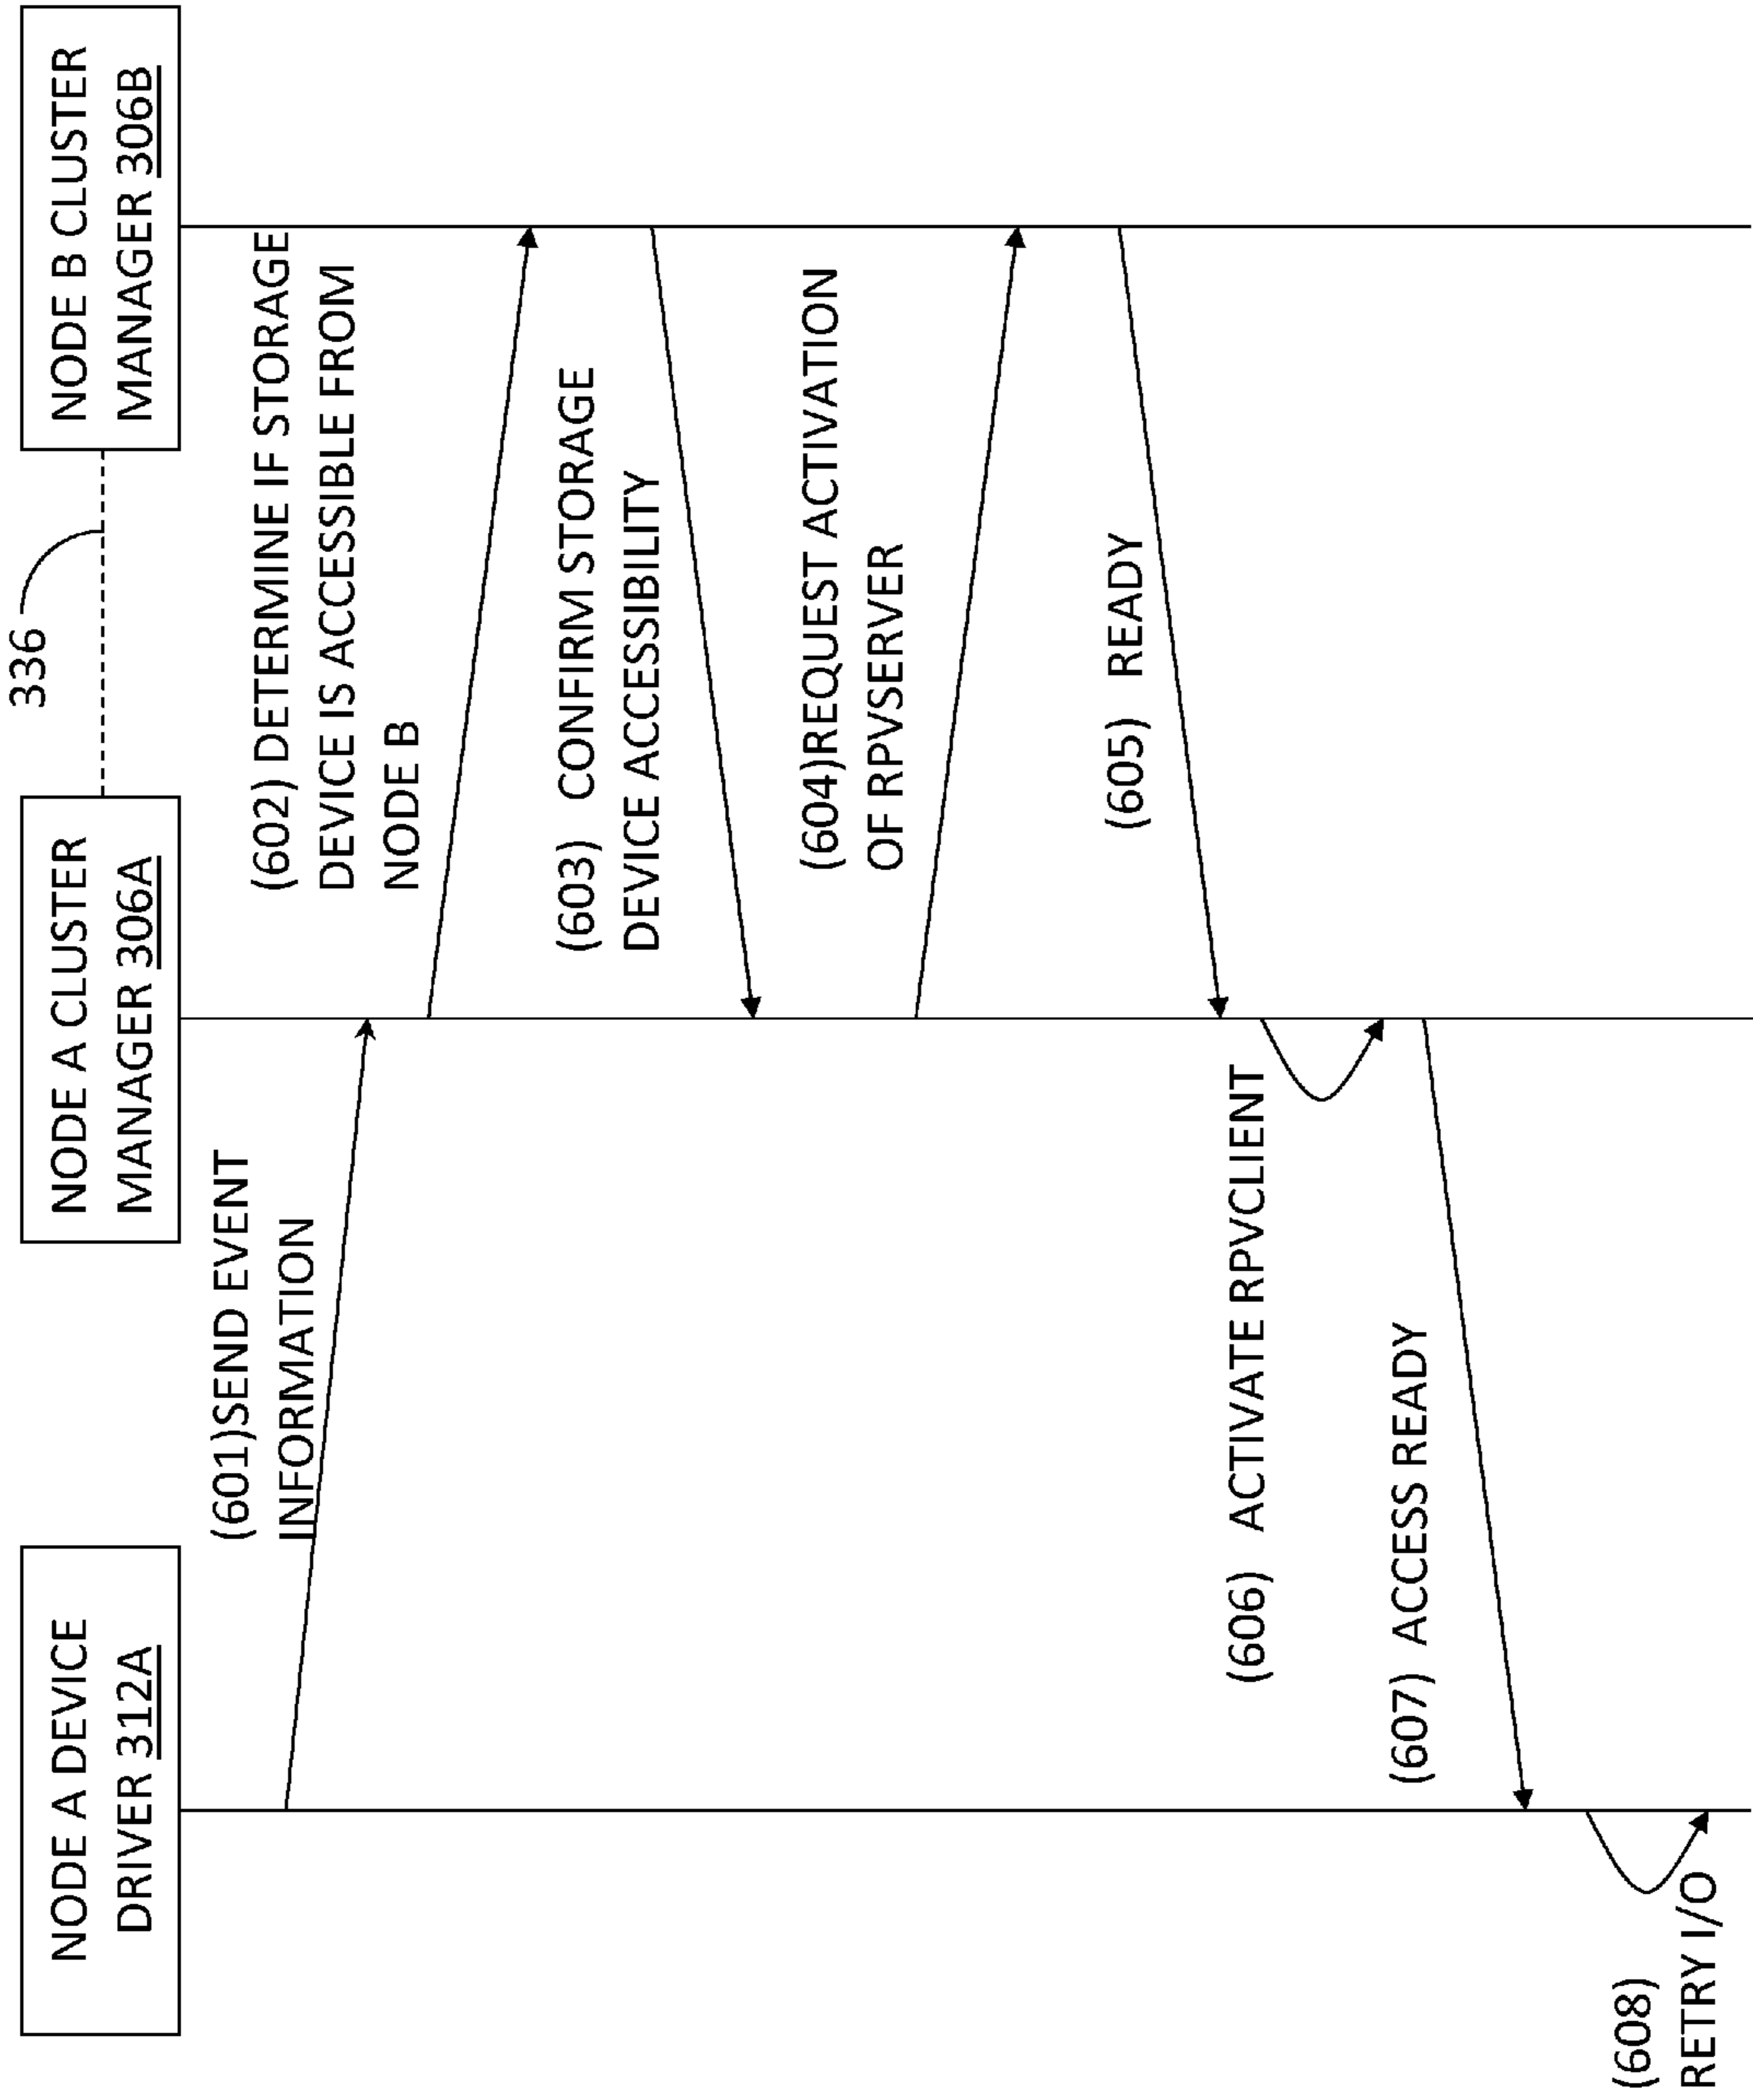 336
NODE A DEVICE
DRIVER 312A
NODE A CLUSTER
MANAGER 306A
NODE B CLUSTER
MANAGER 306B
(601)SEND EVENT
INFORMATION
(602) DETERMINE IF STORAGE
DEVICE IS ACCESSIBLE FROM
NODE B
(603) CONFIRM STORAGE
DEVICE ACCESSIBILITY
(604)REQUEST ACTIVATION
OF RPVSERVER
(605) READY
(606) ACTIVATE RPVCLIENT
(607) ACCESS READY
(608)
RETRY I/O